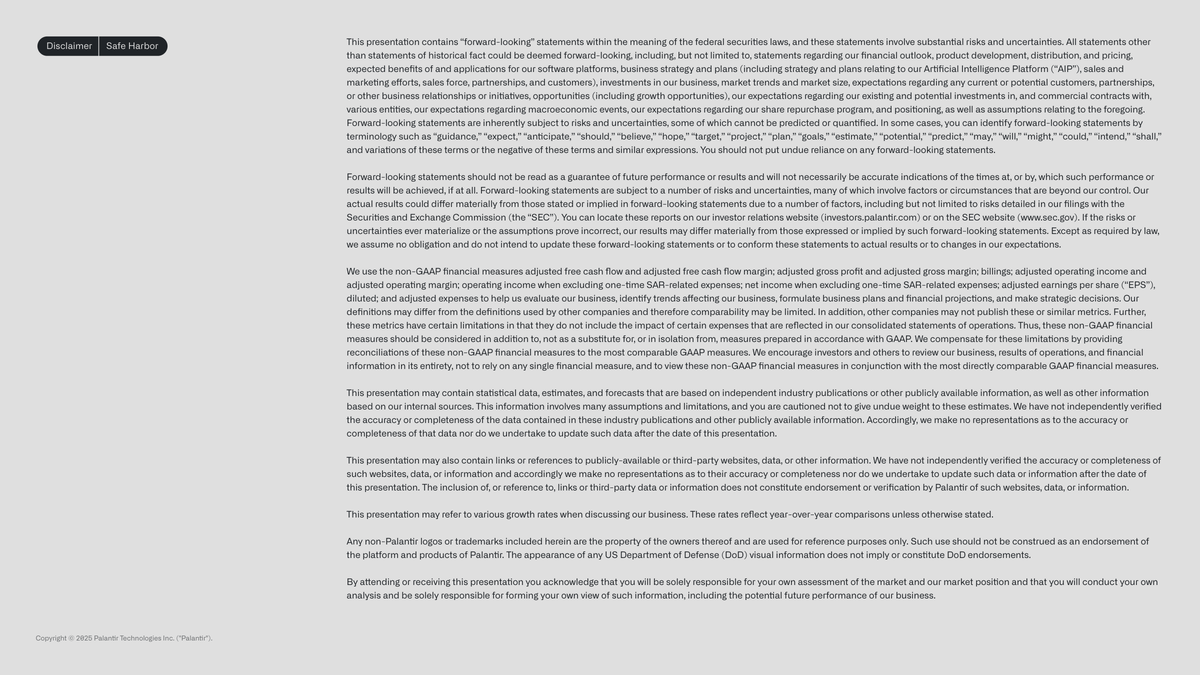 Disclaimer
Safe Harbor
This presentation contains “forward-looking” statements within the meaning of the federal securities laws, and these statements involve substantial risks and uncertainties. All statements other
than statements of historical fact could be deemed forward-looking, including, but not limited to, statements regarding our financial outlook, product development, distribution, and pricing,
expected benefits of and applications for our software platforms, business strategy and plans (including strategy and plans relating to our Artificial Intelligence Platform (“AIP”), sales and
marketing efforts, sales force, partnerships, and customers), investments in our business, market trends and market size, expectations regarding any current or potential customers, partnerships,
or other business relationships or initiatives, opportunities (including growth opportunities), our expectations regarding our existing and potential investments in, and commercial contracts with,
various entities, our expectations regarding macroeconomic events, our expectations regarding our share repurchase program, and positioning, as well as assumptions relating to the foregoing.
Forward-looking statements are inherently subject to risks and uncertainties, some of which cannot be predicted or quantified. In some cases, you can identify forward-looking statements by
terminology such as “guidance,” “expect,” “anticipate,” “should,” “believe,” “hope,” “target,” “project,” “plan,” “goals,” “estimate,” “potential,” “predict,” “may,” “will,” “might,” “could,” “intend,” “shall,”
and variations of these terms or the negative of these terms and similar expressions. You should not put undue reliance on any forward-looking statements.
Forward-looking statements should not be read as a guarantee of future performance or results and will not necessarily be accurate indications of the times at, or by, which such performance or
results will be achieved, if at all. Forward-looking statements are subject to a number of risks and uncertainties, many of which involve factors or circumstances that are beyond our control. Our
actual results could differ materially from those stated or implied in forward-looking statements due to a number of factors, including but not limited to risks detailed in our filings with the
Securities and Exchange Commission (the “SEC”). You can locate these reports on our investor relations website (investors.palantir.com) or on the SEC website (www.sec.gov). If the risks or
uncertainties ever materialize or the assumptions prove incorrect, our results may differ materially from those expressed or implied by such forward-looking statements. Except as required by law,
we assume no obligation and do not intend to update these forward-looking statements or to conform these statements to actual results or to changes in our expectations.
We use the non-GAAP financial measures adjusted free cash flow and adjusted free cash flow margin; adjusted gross profit and adjusted gross margin; billings; adjusted operating income and
adjusted operating margin; operating income when excluding one-time SAR-related expenses; net income when excluding one-time SAR-related expenses; adjusted earnings per share (“EPS”),
diluted; and adjusted expenses to help us evaluate our business, identify trends affecting our business, formulate business plans and financial projections, and make strategic decisions. Our
definitions may differ from the definitions used by other companies and therefore comparability may be limited. In addition, other companies may not publish these or similar metrics. Further,
these metrics have certain limitations in that they do not include the impact of certain expenses that are reflected in our consolidated statements of operations. Thus, these non-GAAP financial
measures should be considered in addition to, not as a substitute for, or in isolation from, measures prepared in accordance with GAAP. We compensate for these limitations by providing
reconciliations of these non-GAAP financial measures to the most comparable GAAP measures. We encourage investors and others to review our business, results of operations, and financial
information in its entirety, not to rely on any single financial measure, and to view these non-GAAP financial measures in conjunction with the most directly comparable GAAP financial measures.
This presentation may contain statistical data, estimates, and forecasts that are based on independent industry publications or other publicly available information, as well as other information
based on our internal sources. This information involves many assumptions and limitations, and you are cautioned not to give undue weight to these estimates. We have not independently verified
the accuracy or completeness of the data contained in these industry publications and other publicly available information. Accordingly, we make no representations as to the accuracy or
completeness of that data nor do we undertake to update such data after the date of this presentation.
This presentation may also contain links or references to publicly-available or third-party websites, data, or other information. We have not independently verified the accuracy or completeness of
such websites, data, or information and accordingly we make no representations as to their accuracy or completeness nor do we undertake to update such data or information after the date of
this presentation. The inclusion of, or reference to, links or third-party data or information does not constitute endorsement or verification by Palantir of such websites, data, or information.
This presentation may refer to various growth rates when discussing our business. These rates reflect year-over-year comparisons unless otherwise stated.
Any non-Palantir logos or trademarks included herein are the property of the owners thereof and are used for reference purposes only. Such use should not be construed as an endorsement of
the platform and products of Palantir. The appearance of any US Department of Defense (DoD) visual information does not imply or constitute DoD endorsements.
By attending or receiving this presentation you acknowledge that you will be solely responsible for your own assessment of the market and our market position and that you will conduct your own
analysis and be solely responsible for forming your own view of such information, including the potential future performance of our business.
Copyright © 2025 Palantir Technologies Inc. (“Palantir”).